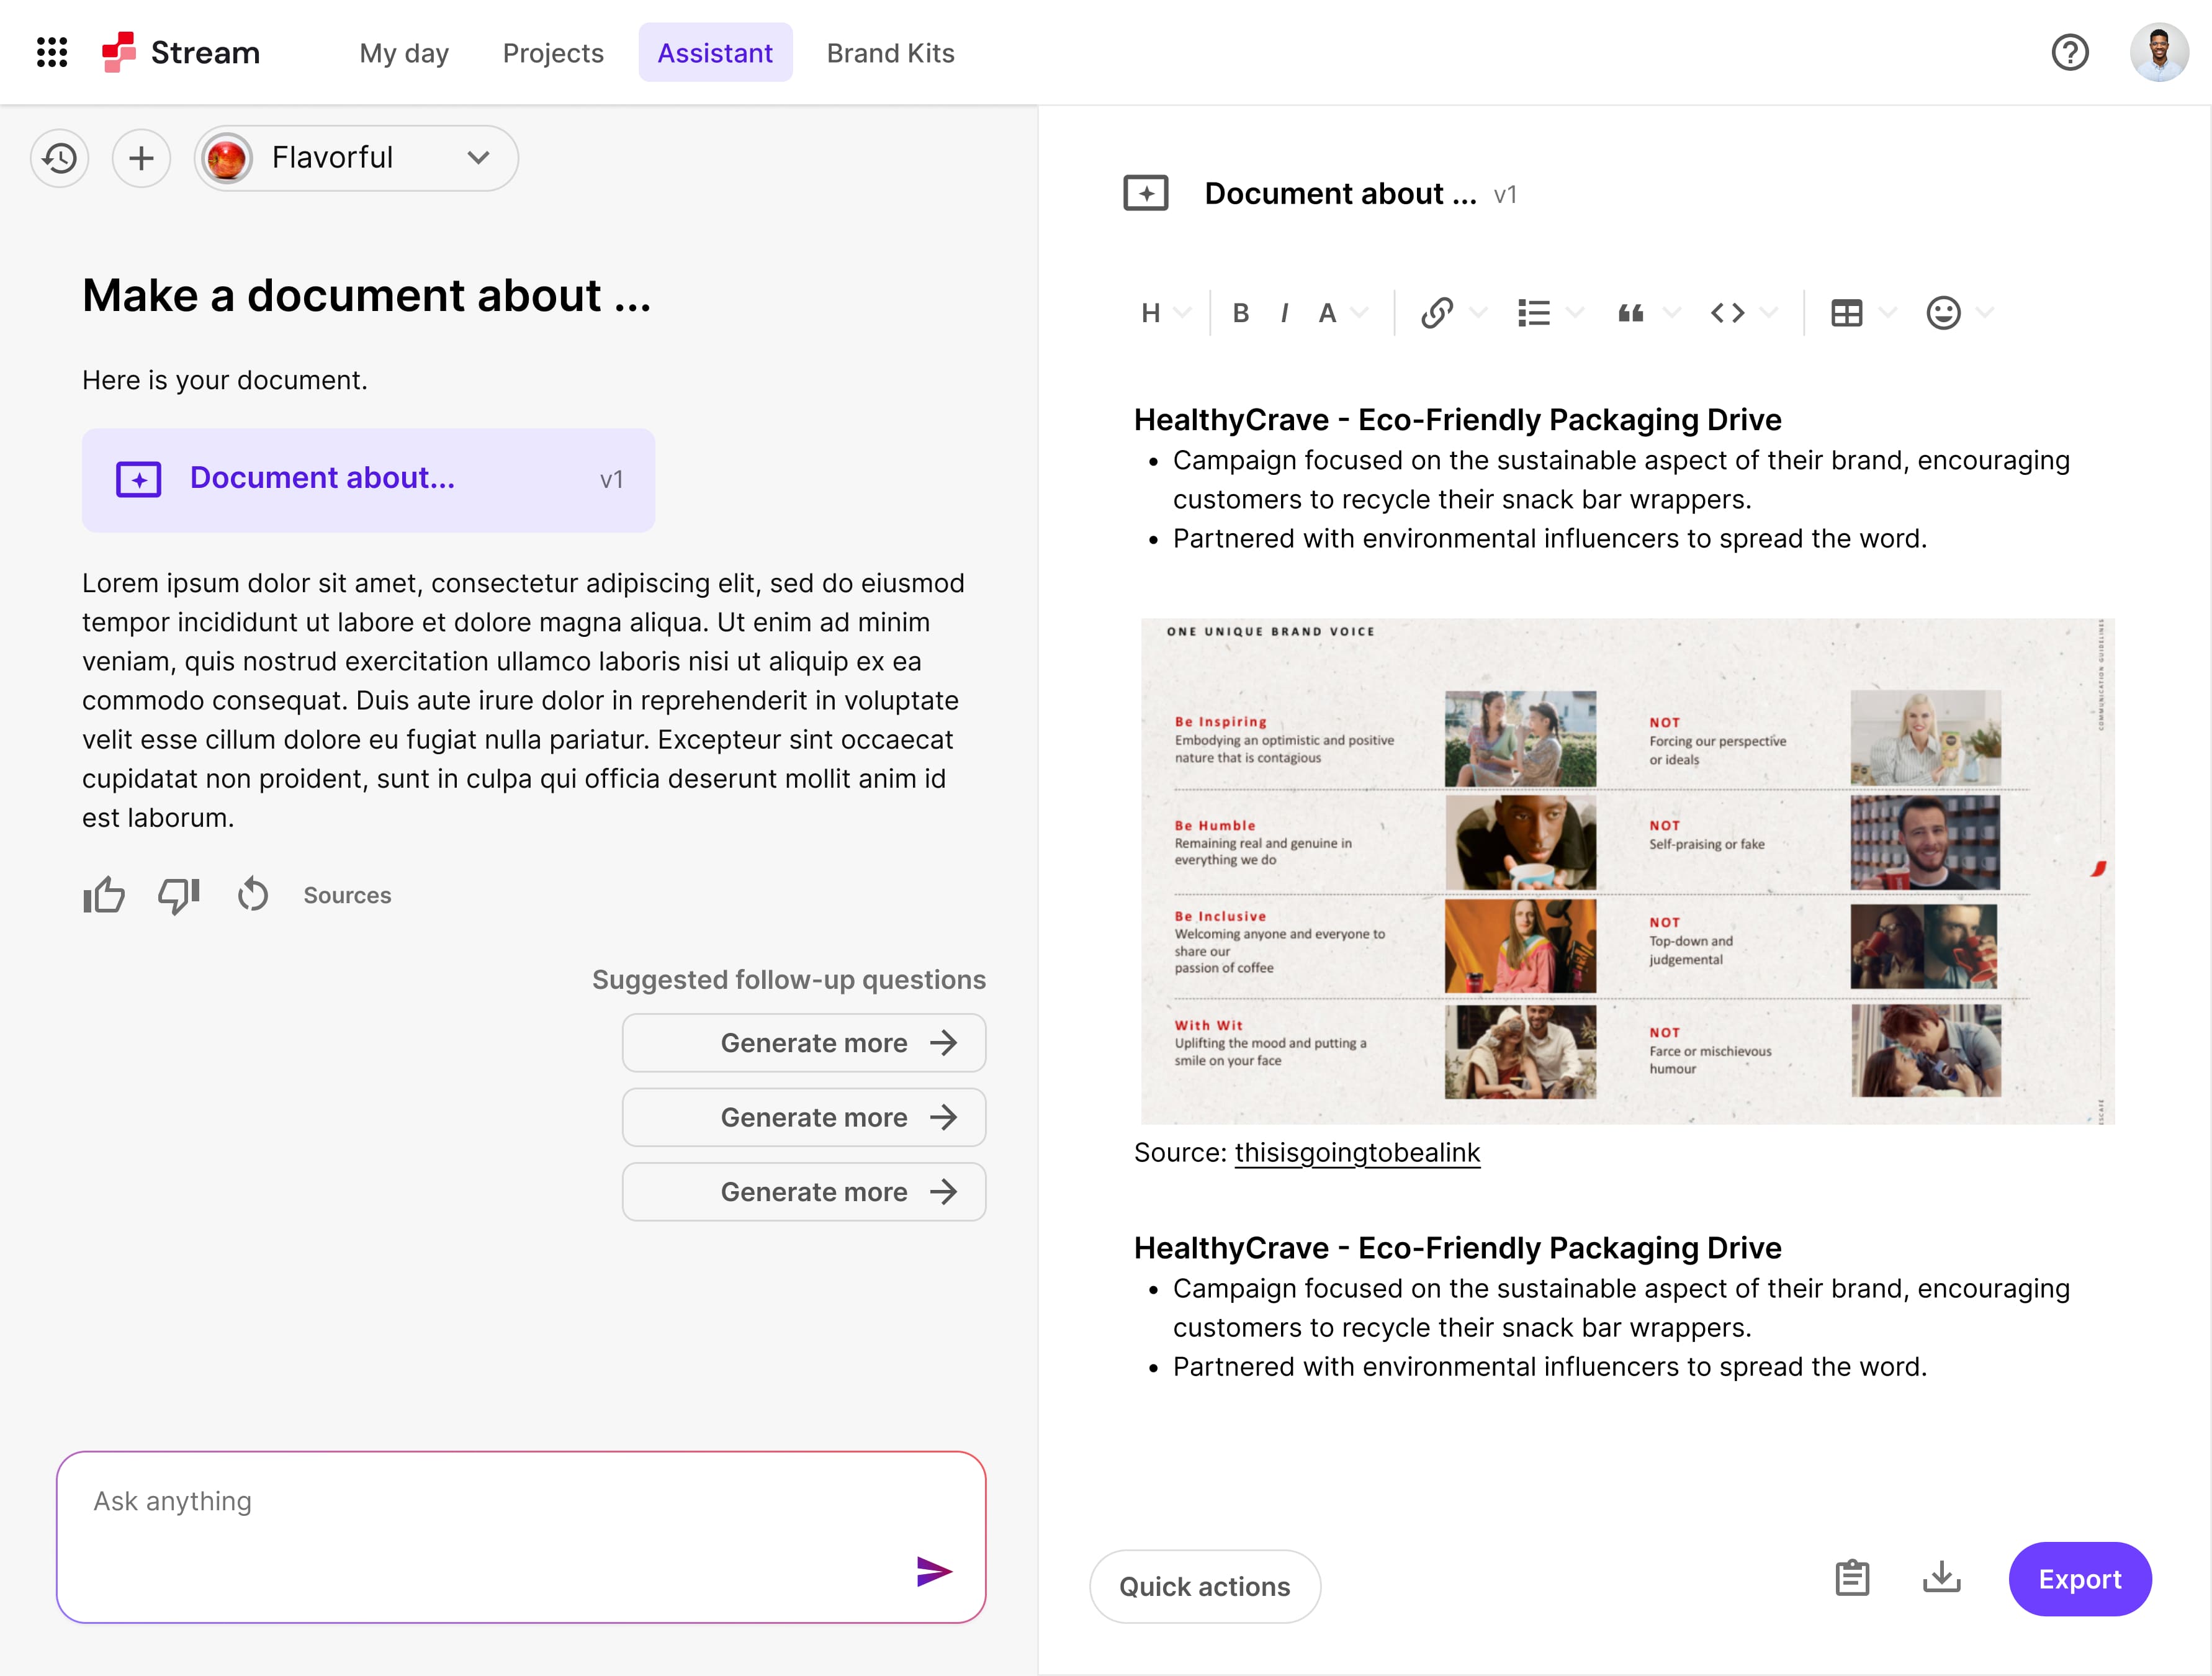 Stream
My day
Projects
Assistant
Brand Kits
Flavorful
Make a document about ...
Here is your document.
Document about...
v1
Lorem ipsum dolor sit amet, consectetur adipiscing elit, sed do eiusmod
tempor incididunt ut labore et dolore magna aliqua. Ut enim ad minim
veniam, quis nostrud exercitation ullamco laboris nisi ut aliquip ex ea
commodo consequat. Duis aute irure dolor in reprehenderit in voluptate
velit esse cillum dolore eu fugiat nulla pariatur. Excepteur sint occaecat
cupidatat non proident, sunt in culpa qui officia deserunt mollit anim id
est laborum.
Sources
Suggested follow-up questions
Generate more
Generate more
Generate more
Ask anything
Document about ...
v1
H
B
I
A
HealthyCrave - Eco-Friendly Packaging Drive
• Campaign focused on the sustainable aspect of their brand, encouraging
customers to recycle their snack bar wrappers.
• Partnered with environmental influencers to spread the word.
ONE UNIQUE BRAND VOICE
COMMUNICATION GUIDELINES
Be Inspiring
Embodying an optimistic and positive
nature that is contagious
NOT
Forcing our perspective
or ideals
Be Humble
Remaining real and genuine in
everything we do
NOT
Self-praising or fake
Be Inclusive
Welcoming anyone and everyone to
share our
passion of coffee
NOT
Top-down and
judgemental
With Wit
Uplifting the mood and putting a
smile on your face
NOT
Farce or mischievous
humour
Source: thisisgoingtobealink
HealthyCrave - Eco-Friendly Packaging Drive
• Campaign focused on the sustainable aspect of their brand, encouraging
customers to recycle their snack bar wrappers.
• Partnered with environmental influencers to spread the word.
Quick actions
Export